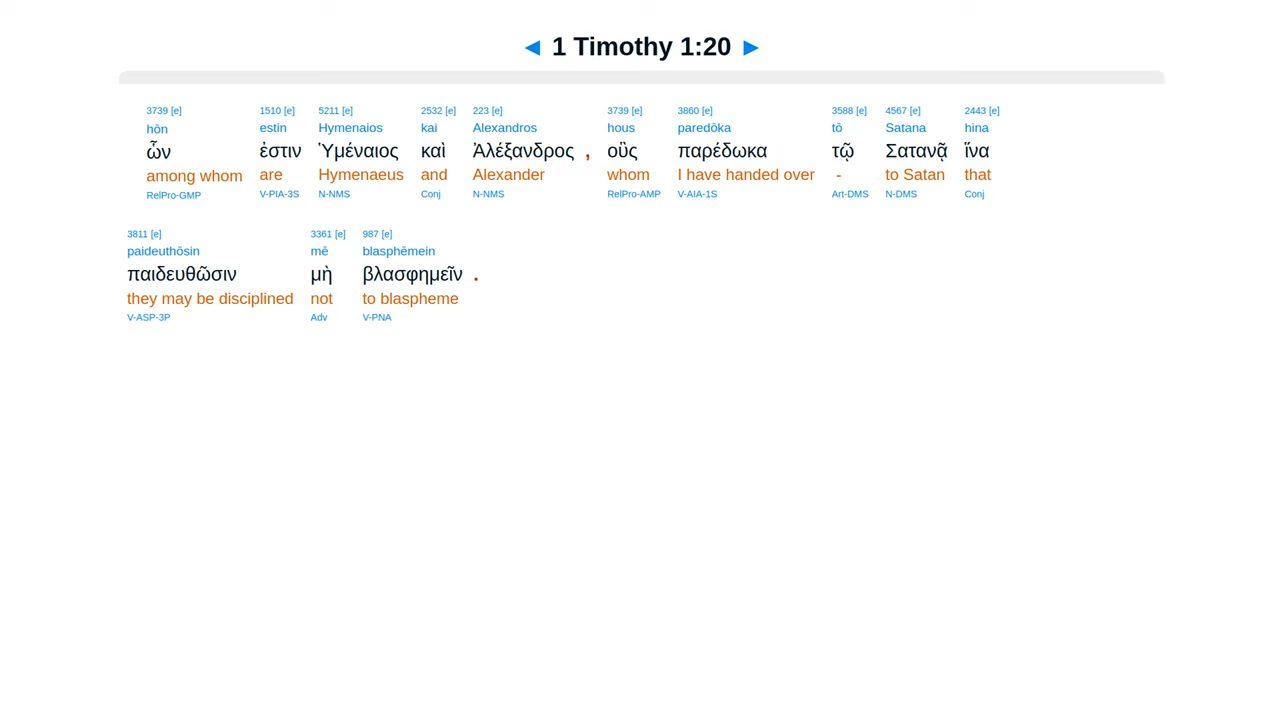 ◄ 1 Timothy 1:20 ►
3739 [e] 1510 [e] 5211 [e] 2532 [e] 223 [e] 3739 [e] 3860 [e] 3588 [e] 4567 [e] 2443 [e]
hōn estin Hymenaios kai Alexandros hous paredōka tō Satana hina
ὧν ἐστιν Ὑμέναιος καὶ Ἀλέξανδρος , οὓς παρέδωκα τῷ Σατανᾷ ἵνα
among whom are Hymenaeus and Alexander whom I have handed over - to Satan that
RelPro-GMP V-PIA-3S N-NMS Conj N-NMS RelPro-AMP V-AIA-1S Art-DMS N-DMS Conj
3811 [e] 3361 [e] 987 [e]
paideuthōsin mē blasphēmein
παιδευθῶσιν μὴ βλασφημεῖν .
they may be disciplined not to blaspheme
V-ASP-3P Adv V-PNA